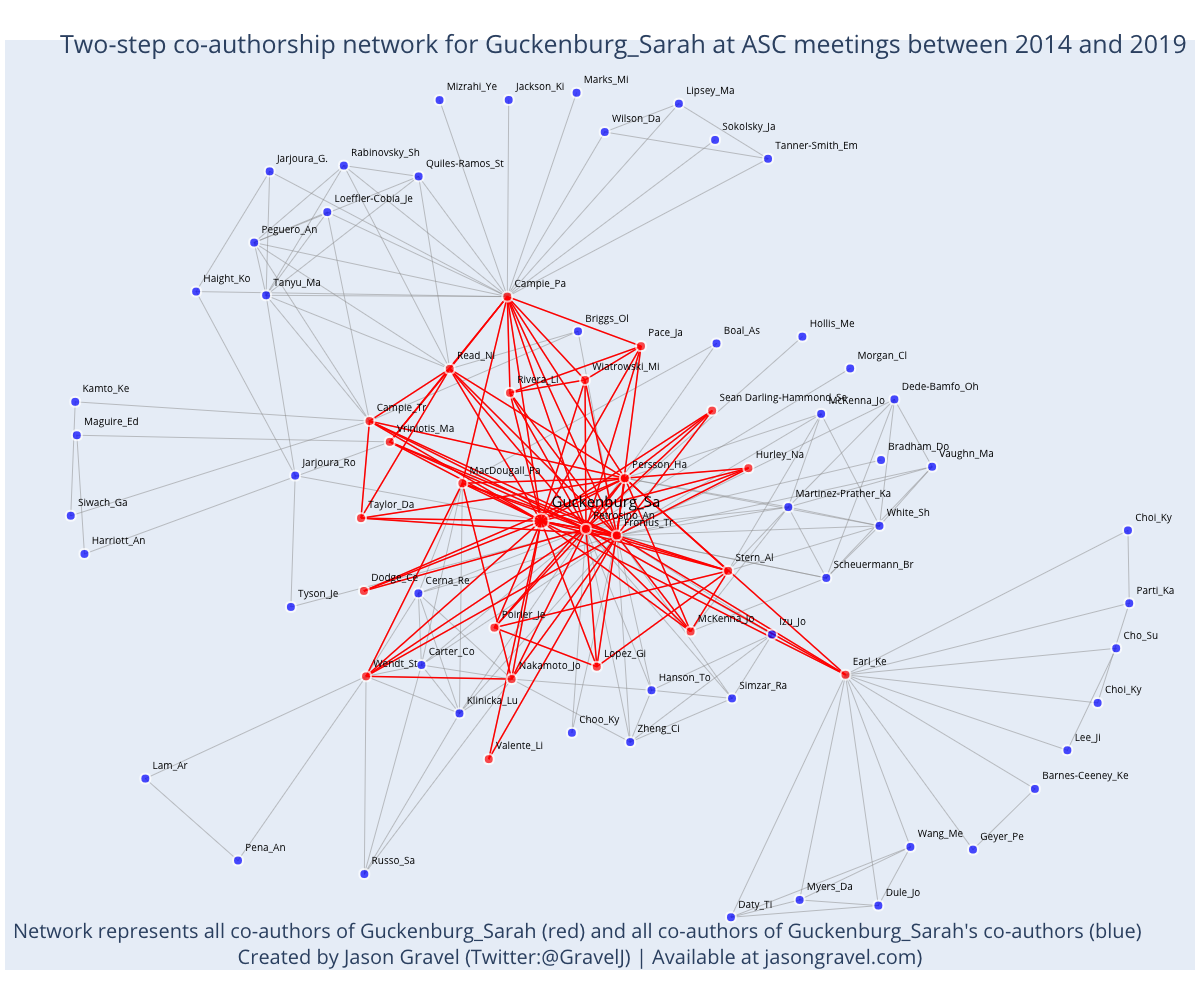 Two-step co-authorship network for Guckenburg_Sarah at ASC meetings between 2014 and 2019
Mizrahi_Ye
Jackson_Ki
Marks_Mi
Lipsey_Ma
Wilson_Da
Sokolsky_Ja
Tanner-Smith_Em
Jarjoura_G.
Rabinovsky_Sh
Quiles-Ramos_St
Loeffler-Cobia_Je
Peguero_An
Haight_Ko
Tanyu_Ma
Campie_Pa
Briggs_Ol
Pace_Ja
Boal_As
Hollis_Me
Read_Ni
Wiatrowski_Mi
Morgan_Cl
Rivera_Li
Kamto_Ke
Dede-Bamfo_Oh
Sean Darling-Hammond_Se
McKenna_Jo
Campie_Tr
Maguire_Ed
Vriniotis_Ma
Bradham_Do
Vaughn_Ma
Hurley_Na
Jarjoura_Ro
MacDougall_Pa
Persson_Ha
Martinez-Prather_Ka
Siwach_Ga
Taylor_Da
Guckenburg_Sa
Petrosino_An
Fronius_Tr
White_Sh
Choi_Ky
Harriott_An
Stern_Al
Scheuermann_Br
Dodge_Ce
Cerna_Re
Parti_Ka
Tyson_Je
Poirier_Je
McKenna_Jo
Izu_Jo
Cho_Su
Wendt_St
Carter_Co
Nakamoto_Jo
Lopez_Gi
Earl_Ke
Hanson_To
Simzar_Ra
Choi_Ky
Klinicka_Lu
Choo_Ky
Zheng_Ci
Lee_Ji
Valente_Li
Lam_Ar
Barnes-Ceeney_Ke
Pena_An
Wang_Me
Geyer_Pe
Russo_Sa
Myers_Da
Dule_Jo
Daty_Ti
Network represents all co-authors of Guckenburg_Sarah (red) and all co-authors of Guckenburg_Sarah's co-authors (blue)
Created by Jason Gravel (Twitter:@GravelJ) | Available at jasongravel.com)